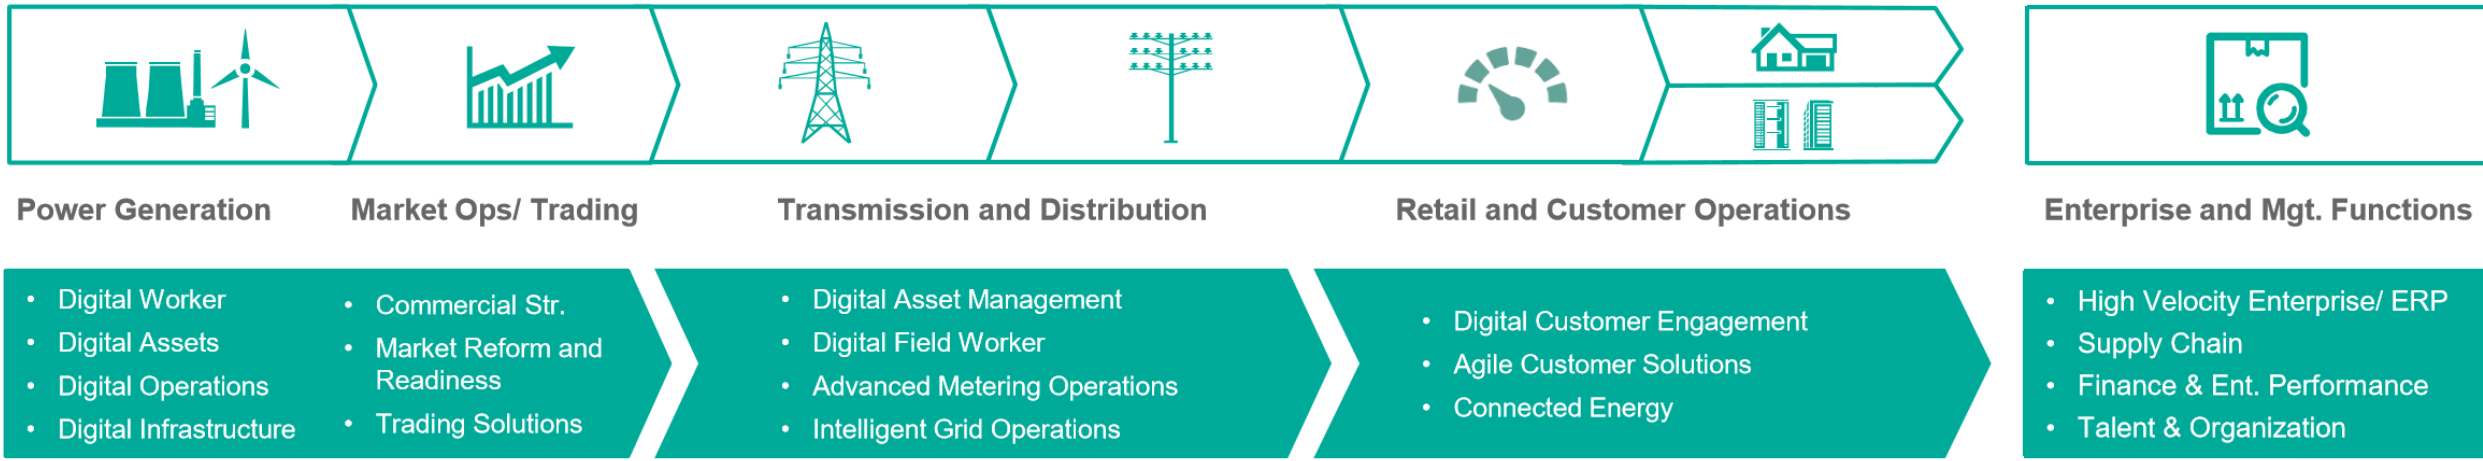 Power Generation
Market Ops/ Trading
Transmission and Distribution
Retail and Customer Operations
Enterprise and Mgt. Functions
• Digital Worker
• Digital Assets
• Digital Operations
• Digital Infrastructure
• Commercial Str.
• Market Reform and
Readiness
• Trading Solutions
• Digital Asset Management
• Digital Field Worker
• Advanced Metering Operations
• Intelligent Grid Operations
• Digital Customer Engagement
• Agile Customer Solutions
• Connected Energy
• High Velocity Enterprise/ ERP
• Supply Chain
• Finance & Ent. Performance
• Talent & Organization